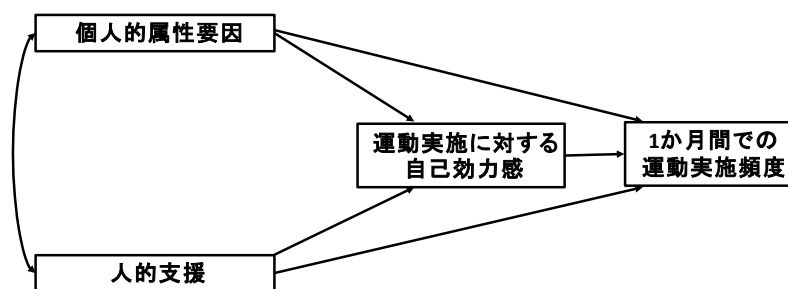 個人的属性要因
運動実施に対する
自己効力感
1か月間での
運動実施頻度
人的支援